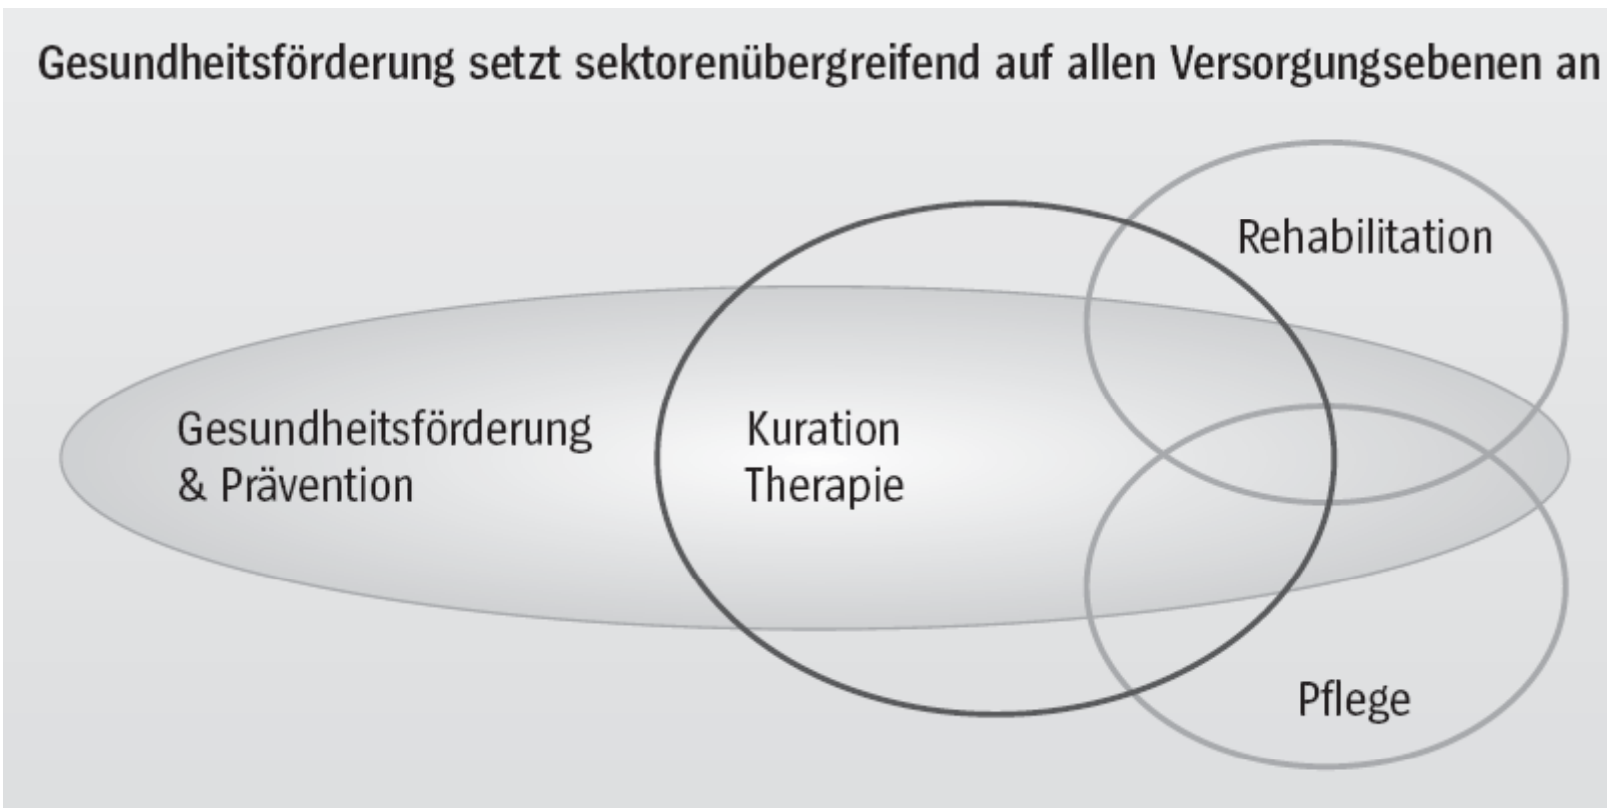 Gesundheitsförderung setzt sektorenübergreifend auf allen Versorgungsebenen an
Rehabilitation
Gesundheitsförderung
& Prävention
Kuration
Therapie
Pflege